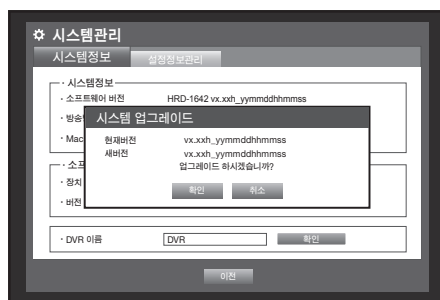 시스템관리
시스템정보 설정정보관리
· 시스템정보
· 소프트웨어 버전 HRD-1642 vx.xxh_yymmddhhmmss
· 방송
시스템 업그레이드
· Mac
현재버전 vx.xxh_yymmddhhmmss
새버전 vx.xxh_yymmddhhmmss
업그레이드 하시겠습니까?
· 소프
· 장치
확인 취소
· 버전
· DVR 이름 DVR 확인
이전